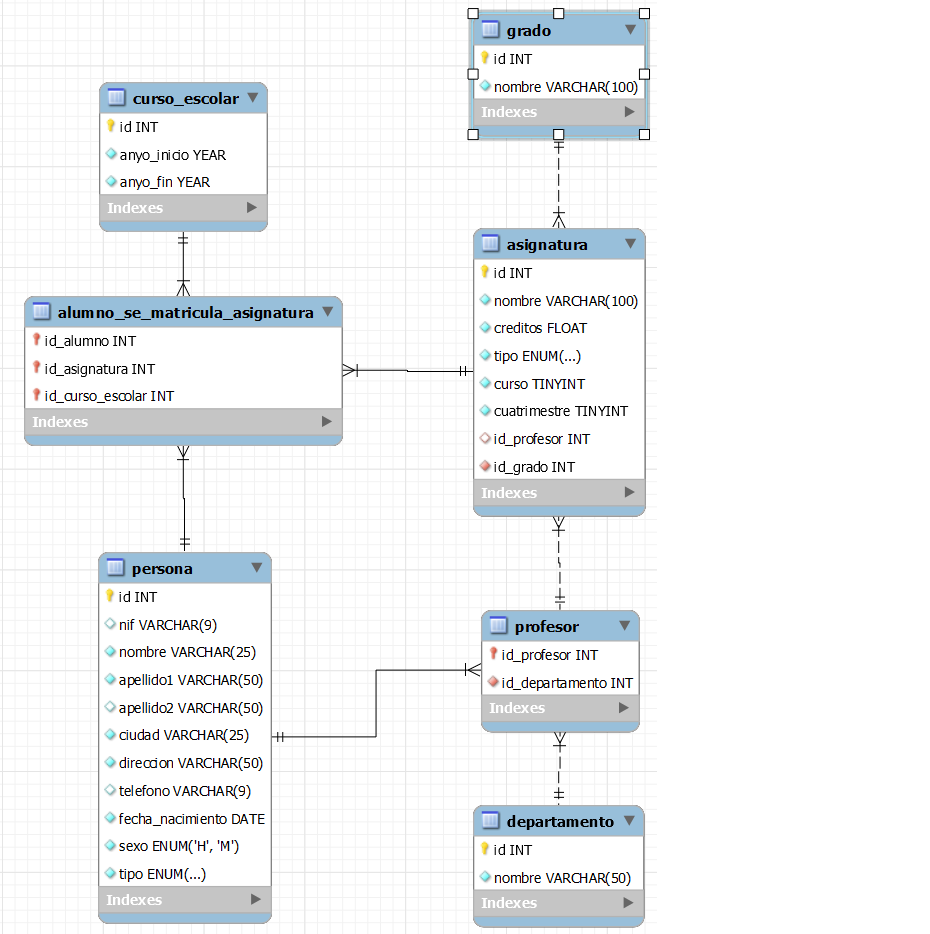 grado
id INT
nombre VARCHAR(100)
Indexes
curso_escolar
id INT
anyo_inicio YEAR
anyo_fin YEAR
Indexes
asignatura
id INT
nombre VARCHAR(100)
creditos FLOAT
tipo ENUM(...)
curso TINYINT
cuatrimestre TINYINT
id_profesor INT
id_grado INT
Indexes
alumno_se_matricula_asignatura
id_alumno INT
id_asignatura INT
id_curso_escolar INT
Indexes
persona
id INT
nif VARCHAR(9)
nombre VARCHAR(25)
apellido1 VARCHAR(50)
apellido2 VARCHAR(50)
ciudad VARCHAR(25)
direccion VARCHAR(50)
telefono VARCHAR(9)
fecha_nacimiento DATE
sexo ENUM('H', 'M')
tipo ENUM(...)
Indexes
profesor
id_profesor INT
id_departamento INT
Indexes
departamento
id INT
nombre VARCHAR(50)
Indexes